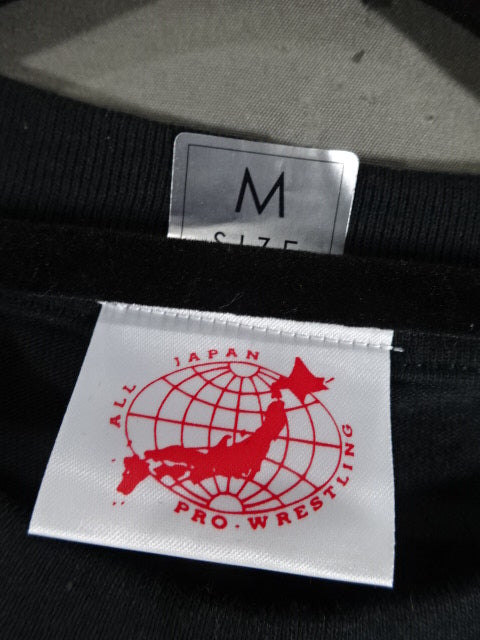 M
SIZE
ALL JAPAN
PRO-WRESTLING